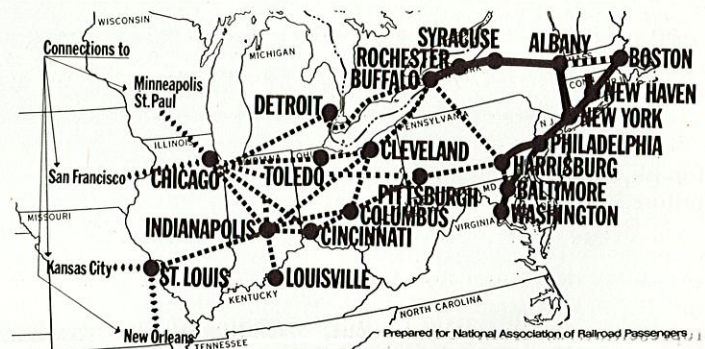 WISCONSIN
Connections to
MICHIGAN
SYRACUSE
ROCHESTER
ALBANY
BUFFALO
BOSTON
Minneapolis
St. Paul
DETROIT
NEW HAVEN
NEW YORK
PENNSYLVANIA
N J
PHILADELPHIA
ILLINOIS
CLEVELAND
HARRISBURG
San Francisco
CHICAGO
TOLEDO
PITTSBURGH
MD
BALTIMORE
MISSOURI
COLUMBUS
WASHINGTON
INDIANAPOLIS
CINCINNATI
VIRGINIA
Kansas City
ST. LOUIS
LOUISVILLE
KENTUCKY
NORTH CAROLINA
New Orleans
TENNESSEE
Prepared for National Association of Railroad Passengers